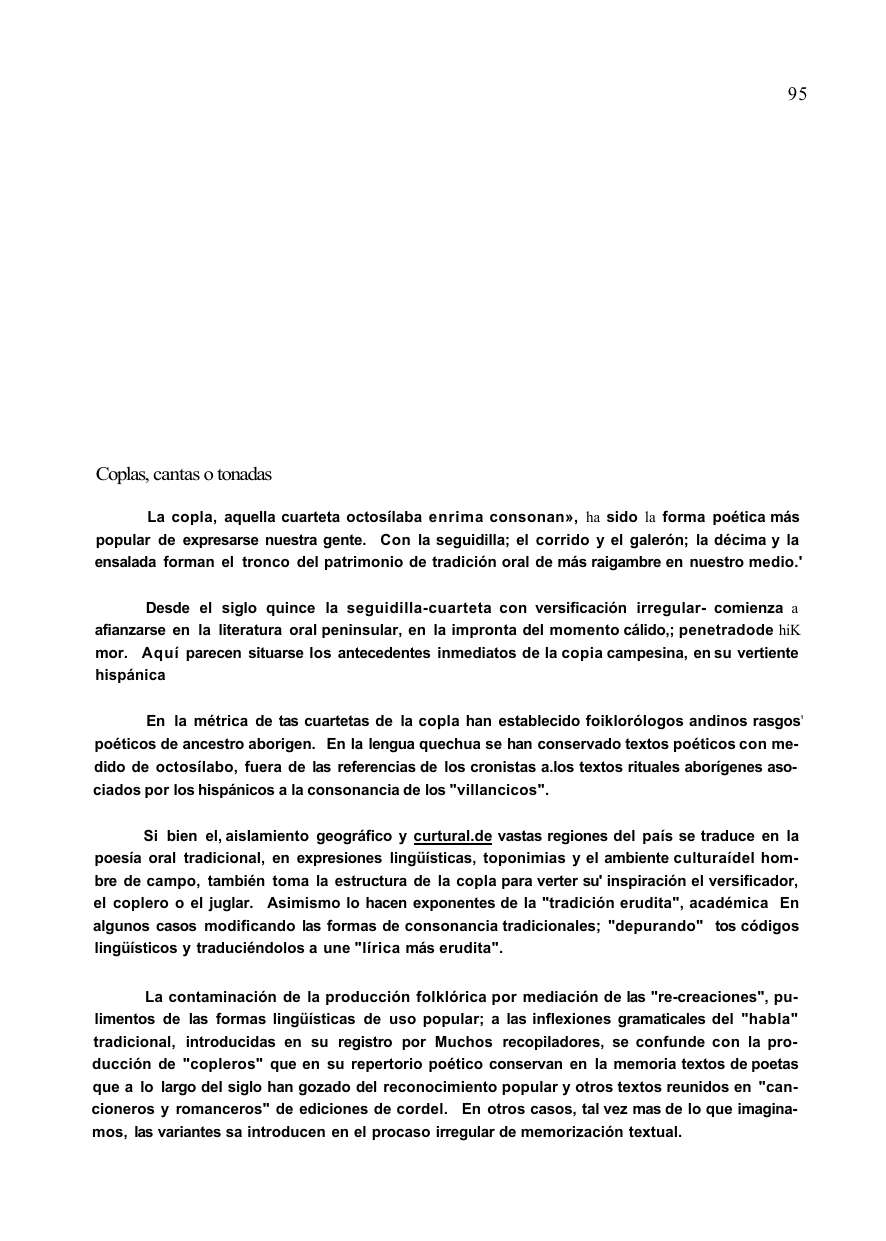 95
Coplas, cantas o tonadas
La copla, aquella cuarteta octosílaba enrima consonan», ha sido la forma poética más
popular de expresarse nuestra gente. Con la seguidilla; el corrido y el galerón; la décima y la
ensalada forman el tronco del patrimonio de tradición oral de más raigambre en nuestro medio.'
Desde el siglo quince la seguidilla-cuarteta con versificación irregular- comienza a
afianzarse en la literatura oral peninsular, en la impronta del momento cálido,; penetradode hiK
mor. Aquí parecen situarse los antecedentes inmediatos de la copia campesina, en su vertiente
hispánica
En la métrica de tas cuartetas de la copla han establecido foiklorólogos andinos rasgos'
poéticos de ancestro aborigen. En la lengua quechua se han conservado textos poéticos con me-
dido de octosílabo, fuera de las referencias de los cronistas a.los textos rituales aborígenes aso-
ciados por los hispánicos a la consonancia de los "villancicos".
Si bien el, aislamiento geográfico y curtural.de vastas regiones del país se traduce en la
poesía oral tradicional, en expresiones lingüísticas, toponimias y el ambiente culturaídel hom-
bre de campo, también toma la estructura de la copla para verter su' inspiración el versificador,
el coplero o el juglar. Asimismo lo hacen exponentes de la "tradición erudita", académica En
algunos casos modificando las formas de consonancia tradicionales; "depurando" tos códigos
lingüísticos y traduciéndolos a une "lírica más erudita".
La contaminación de la producción folklórica por mediación de las "re-creaciones", pu-
limentos de las formas lingüísticas de uso popular; a las inflexiones gramaticales del "habla"
tradicional, introducidas en su registro por Muchos recopiladores, se confunde con la pro-
ducción de "copleros" que en su repertorio poético conservan en la memoria textos de poetas
que a lo largo del siglo han gozado del reconocimiento popular y otros textos reunidos en "can-
cioneros y romanceros" de ediciones de cordel. En otros casos, tal vez mas de lo que imagina-
mos, las variantes sa introducen en el procaso irregular de memorización textual.